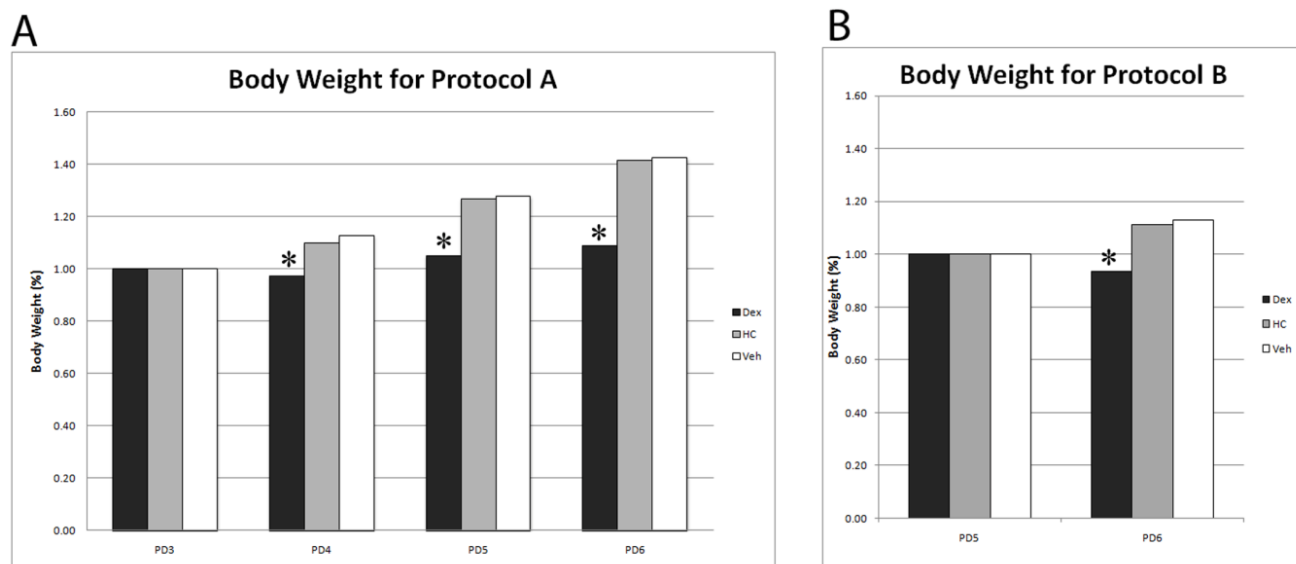 A
Body Weight for Protocol A
Body Weight (%)
1.60
1.40
1.20
1.00
0.80
0.60
0.40
0.20
0.00
*
*
*
PD3 PD4 PD5 PD6
Dex
HC
Veh
B
Body Weight for Protocol B
Body Weight (%)
1.60
1.40
1.20
1.00
0.80
0.60
0.40
0.20
0.00
*
PD5 PD6
Dex
HC
Veh